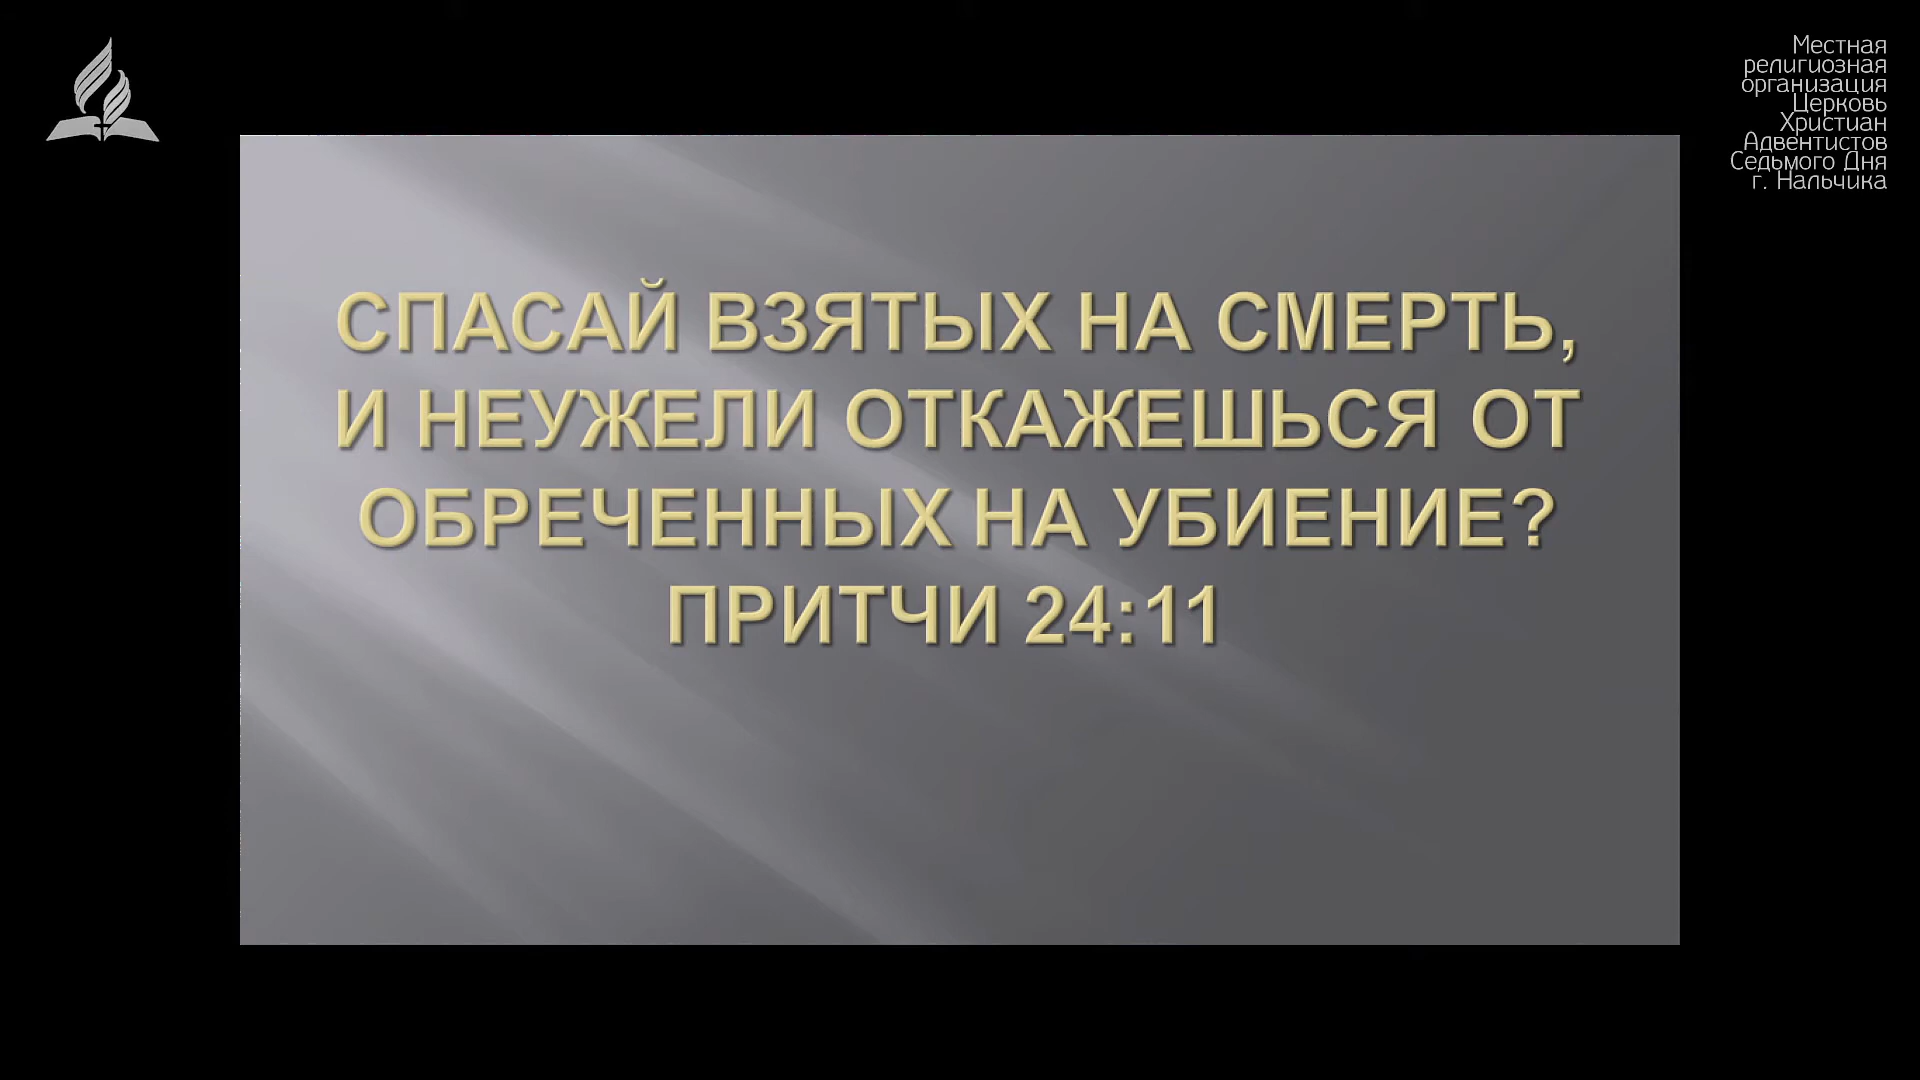 Местная
религиозная
организация
Церковь
Христиан
Адвентистов
Седьмого Дня
г. Нальчика
СПАСАЙ ВЗЯТЫХ НА СМЕРТЬ,
И НЕУЖЕЛИ ОТКАЖЕШЬСЯ ОТ
ОБРЕЧЕННЫХ НА УБИЕНИЕ?
ПРИТЧИ 24:11